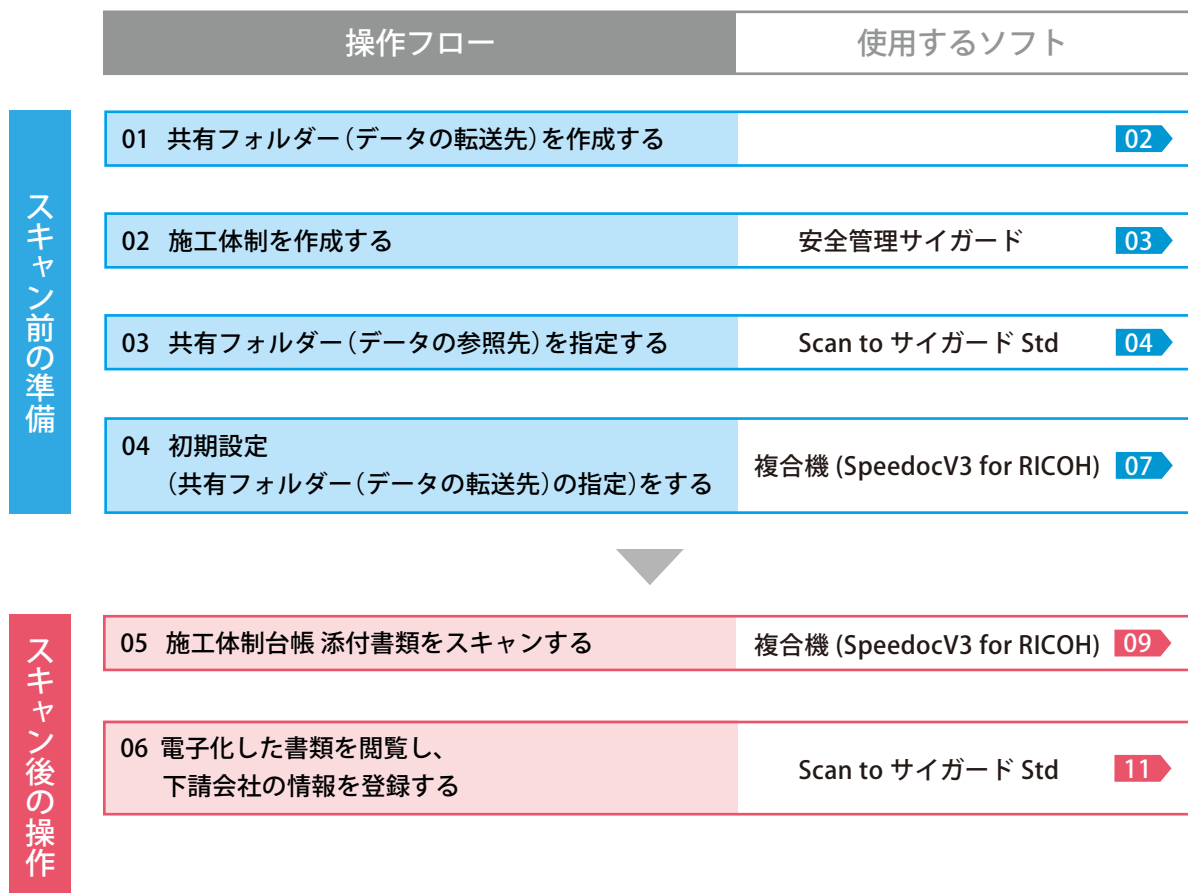 操作フロー 使用するソフト
スキャン前の準備
01 共有フォルダー（データの転送先）を作成する 02
02 施工体制を作成する 安全管理サイガード 03
03 共有フォルダー（データの参照先）を指定する Scan to サイガード Std 04
04 初期設定
（共有フォルダー（データの転送先）の指定）をする 複合機 (SpeedocV3 for RICOH) 07
スキャン後の操作
05 施工体制台帳 添付書類をスキャンする 複合機 (SpeedocV3 for RICOH) 09
06 電子化した書類を閲覧し、
下請会社の情報を登録する Scan to サイガード Std 11